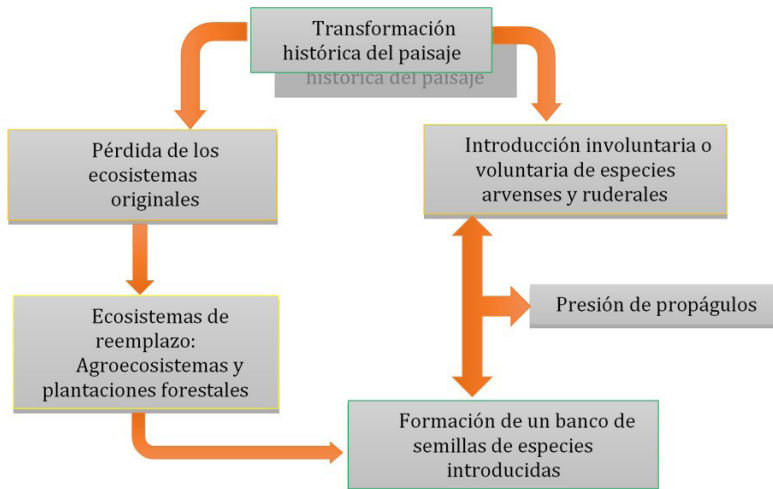 Transformación
histórica del paisaje
histórica del paisaje
Pérdida de los
ecosistemas
originales
Introducción involuntaria o
voluntaria de especies
arvenses y ruderales
Presión de propágulos
Ecosistemas de
reemplazo:
Agroecosistemas y
plantaciones forestales
Formación de un banco de
semillas de especies
introducidas